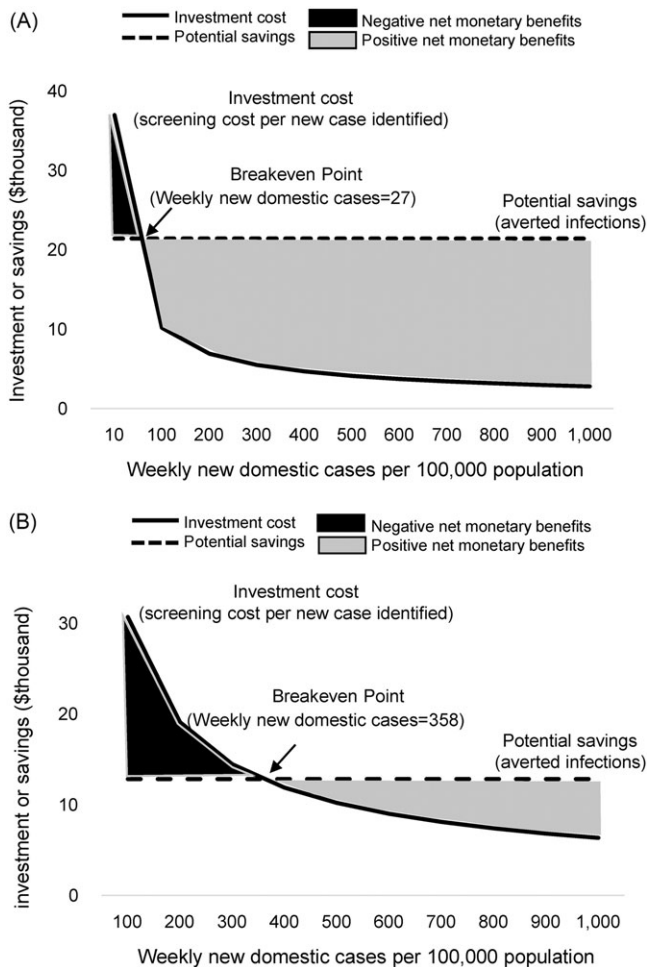 (A)
Investment cost
Negative net monetary benefits
Potential savings
Positive net monetary benefits
Investment or savings ($thousand)
40
30
20
10
0
Investment cost
(screening cost per new case identified)
Breakeven Point
(Weekly new domestic cases=27)
Potential savings
(averted infections)
10 100 200 300 400 500 600 700 800 900 1,000
Weekly new domestic cases per 100,000 population
(B)
Investment cost
Negative net monetary benefits
Potential savings
Positive net monetary benefits
investment or savings ($thousand)
30
20
10
0
Investment cost
(screening cost per new case identified)
Breakeven Point
(Weekly new domestic cases=358)
Potential savings
(averted infections)
100 200 300 400 500 600 700 800 900 1,000
Weekly new domestic cases per 100,000 population